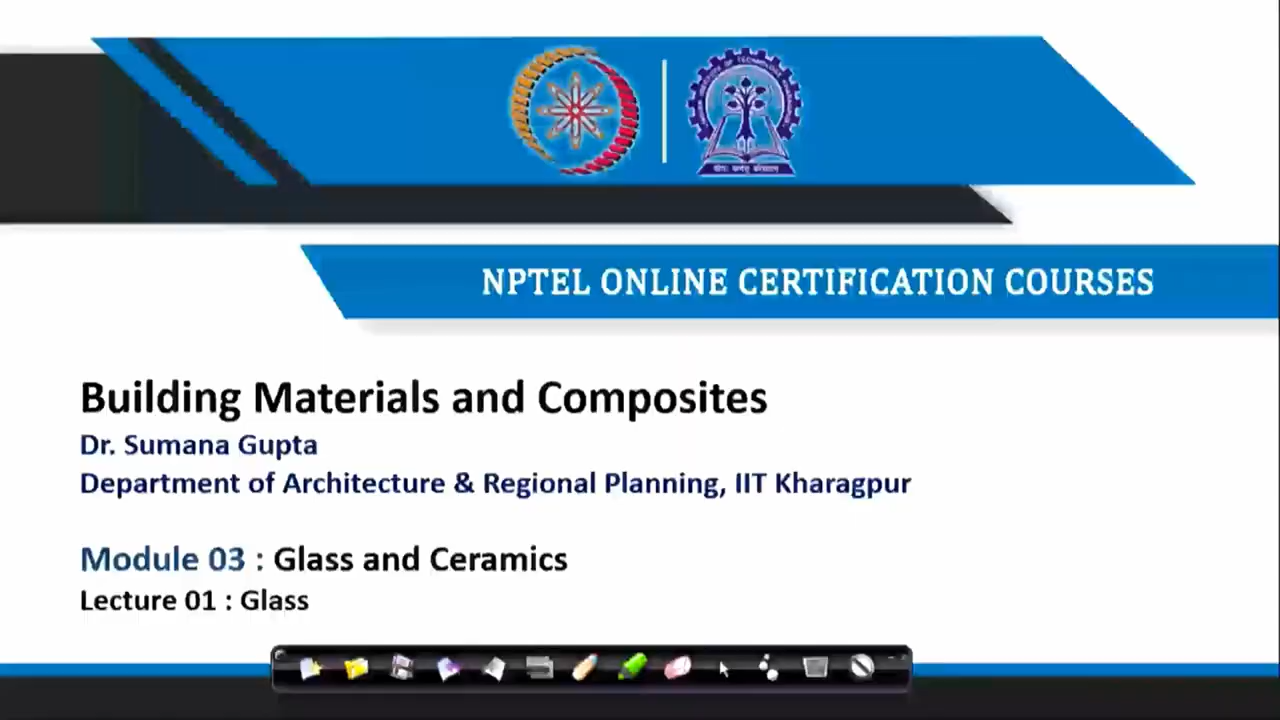 NPTEL ONLINE CERTIFICATION COURSES
Building Materials and Composites
Dr. Sumana Gupta
Department of Architecture & Regional Planning, IIT Kharagpur
Module 03 : Glass and Ceramics
Lecture 01 : Glass